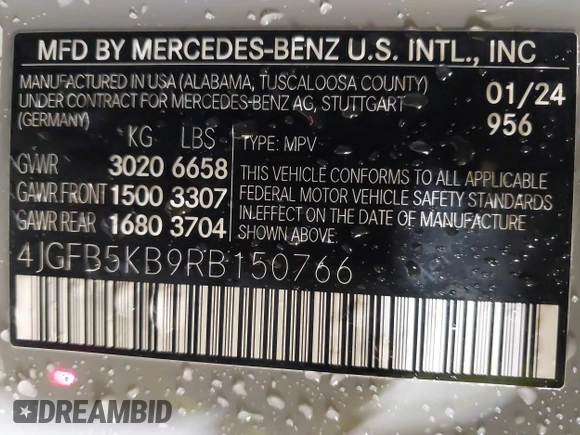 MFD BY MERCEDES-BENZ U.S. INTL., INC
MANUFACTURED IN USA (ALABAMA, TUSCALOOSA COUNTY)
UNDER CONTRACT FOR MERCEDES-BENZ AG, STUTTGART
(GERMANY)
01/24
956
KG LBS
GVWR 3020 6658
GAWR FRONT 1500 3307
GAWR REAR 1680 3704
TYPE: MPV
THIS VEHICLE CONFORMS TO ALL APPLICABLE
FEDERAL MOTOR VEHICLE SAFETY STANDARDS
IN EFFECT ON THE DATE OF MANUFACTURE
SHOWN ABOVE.
4JGFB5KB9RB150766
DREAMBID